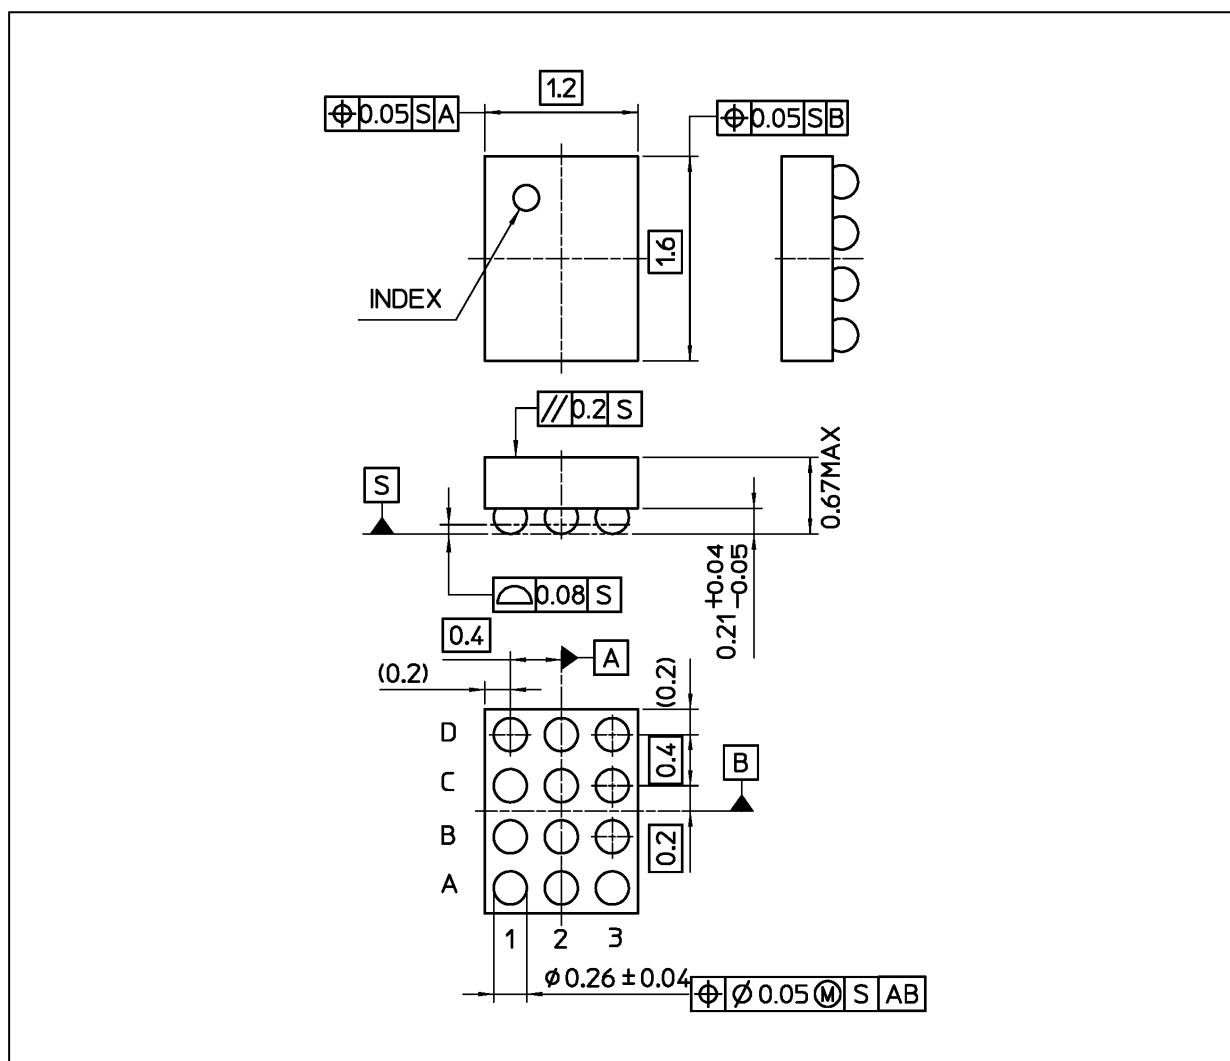 1.2
⌖ 0.05 S A
⌖ 0.05 S B
1.6
INDEX
// 0.2 S
S
0.67MAX
0.21 +0.04 -0.05
⌓ 0.08 S
0.4
A
(0.2)
(0.2)
D
0.4
B
C
B
0.2
A
1 2 3
⌀0.26±0.04
⌖ ⌀0.05 Ⓜ S AB